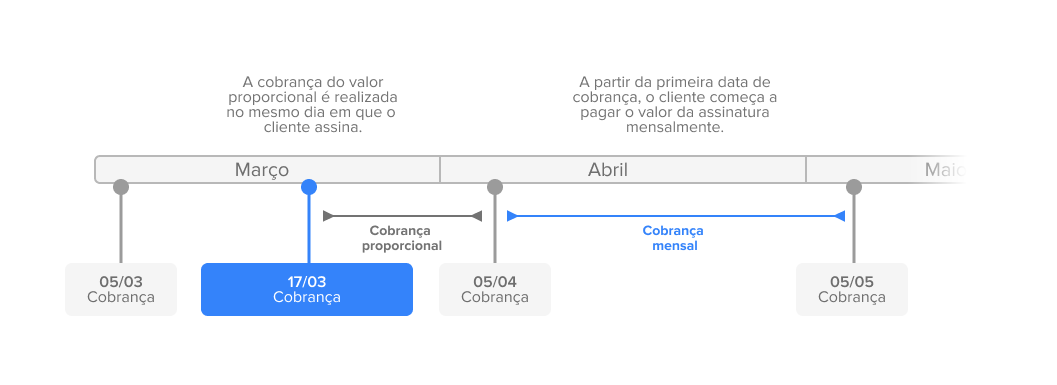 A cobrança do valor
proporcional é realizada
no mesmo dia em que o
cliente assina.
A partir da primeira data de
cobrança, o cliente começa a
pagar o valor da assinatura
mensalmente.
Março
Abril
Maio
Cobrança
proporcional
Cobrança
mensal
05/03
Cobrança
17/03
Cobrança
05/04
Cobrança
05/05
Cobrança